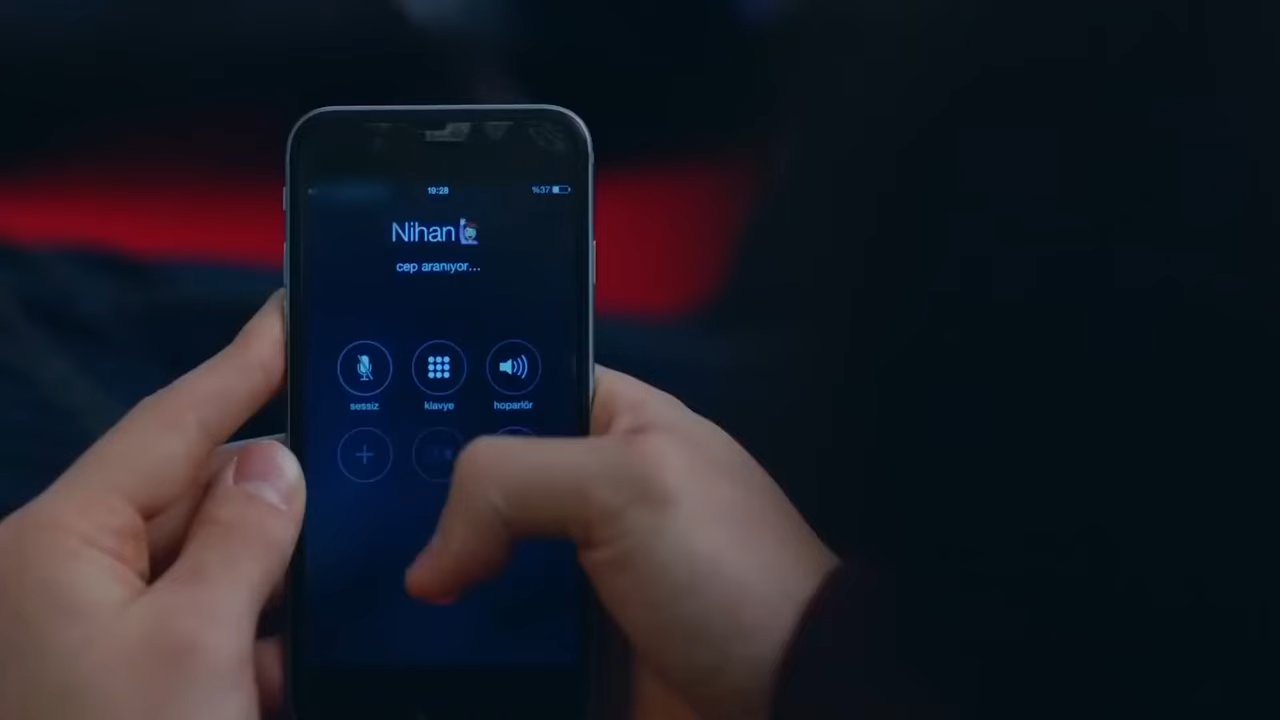 19:28
%37
Nihan🙋
cep aranıyor...
sessiz
klavye
hoparlör